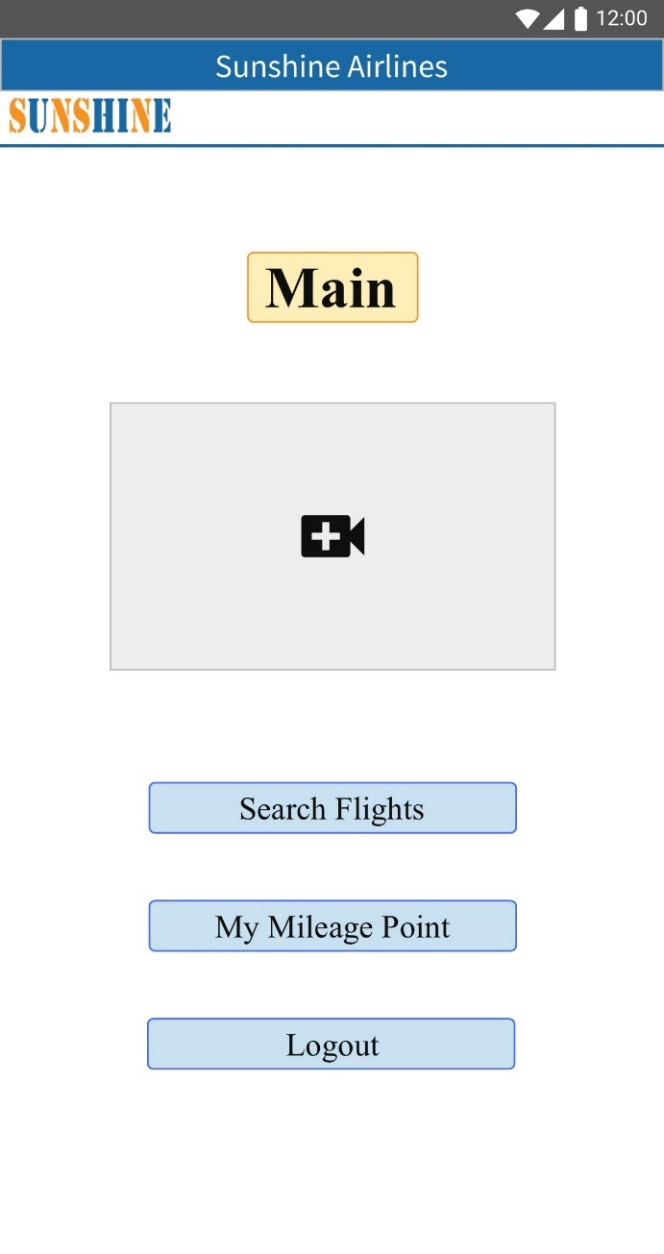 12:00
Sunshine Airlines
SUNSHINE
Main
Search Flights
My Mileage Point
Logout